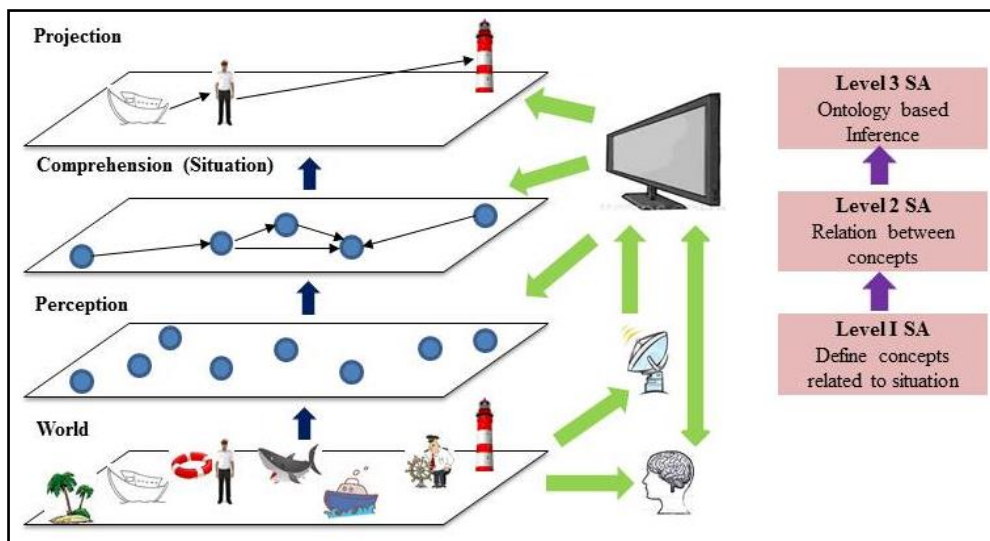 Projection
Comprehension (Situation)
Perception
World
Level 3 SA
Ontology based
Inference
Level 2 SA
Relation between
concepts
Level 1 SA
Define concepts
related to situation